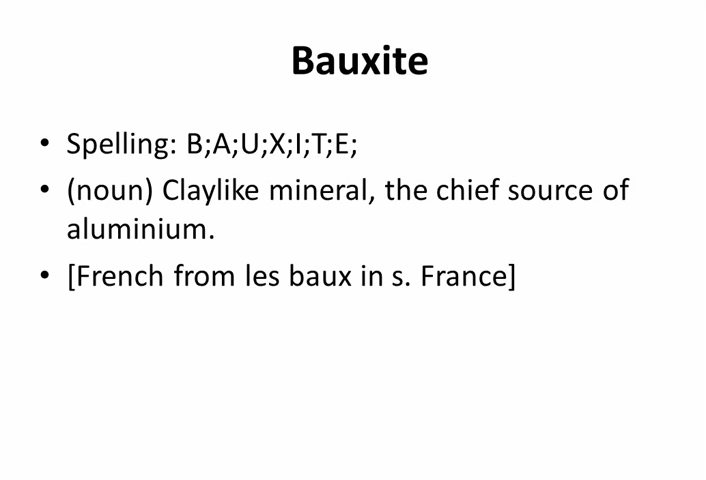 Bauxite
• Spelling: B;A;U;X;I;T;E;
• (noun) Claylike mineral, the chief source of
aluminium.
• [French from les baux in s. France]